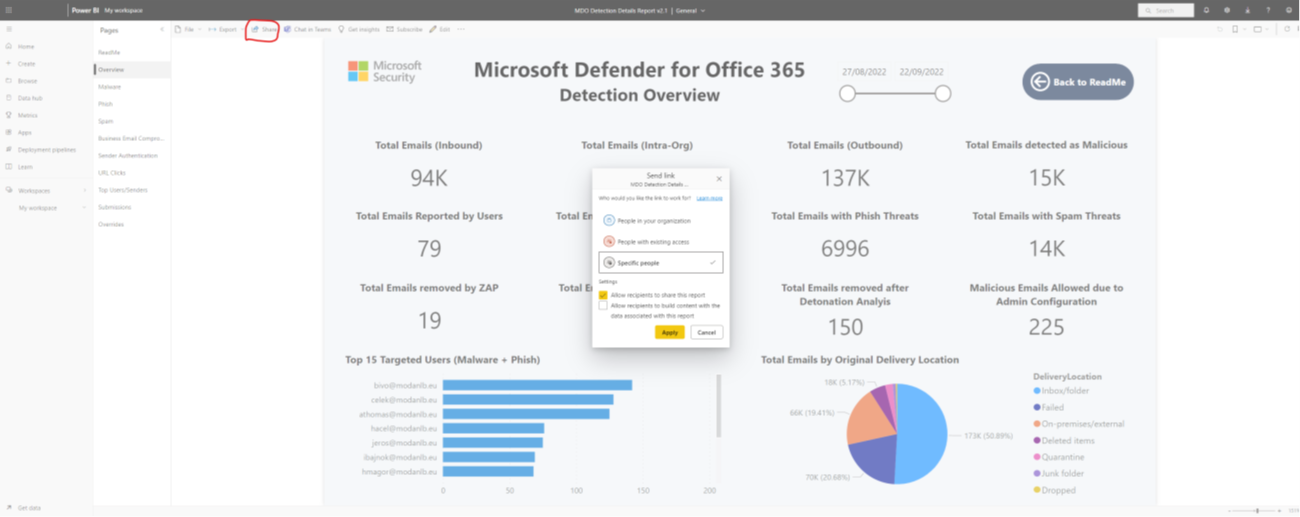 Power BI My workspace
MDO Detection Details Report v2.1 | General
Search
File
Export
Share
Chat in Teams
Get insights
Subscribe
Edit
Home
Create
Browse
Data hub
Metrics
Apps
Deployment pipelines
Learn
Workspaces
My workspace
Get data
Pages
ReadMe
Overview
Malware
Phish
Spam
Business Email Compro...
Sender Authentication
URL Clicks
Top Users/Senders
Submissions
Overrides
Microsoft
Security
Microsoft Defender for Office 365
Detection Overview
27/08/2022 22/09/2022
Back to ReadMe
Total Emails (Inbound)
94K
Total Emails (Intra-Org)
Total Emails (Outbound)
137K
Total Emails detected as Malicious
15K
Total Emails Reported by Users
79
Total Emails with Phish Threats
6996
Total Emails with Spam Threats
14K
Total Emails removed by ZAP
19
Total Emails removed after
Detonation Analyis
150
Malicious Emails Allowed due to
Admin Configuration
225
Send link
MDO Detection Details ...
Who would you like the link to work for? Learn more
People in your organization
People with existing access
Specific people
Settings
Allow recipients to share this report
Allow recipients to build content with the
data associated with this report
Apply
Cancel
Top 15 Targeted Users (Malware + Phish)
bivo@modanlb.eu
celek@modanlb.eu
athomas@modanlb.eu
hacel@modanlb.eu
jeros@modanlb.eu
ibajnok@modanlb.eu
hmagor@modanlb.eu
0 50 100 150 200
Total Emails by Original Delivery Location
18K (5.17%)
66K (19.41%)
70K (20.68%)
173K (50.89%)
DeliveryLocation
Inbox/folder
Failed
On-premises/external
Deleted items
Quarantine
Junk folder
Dropped